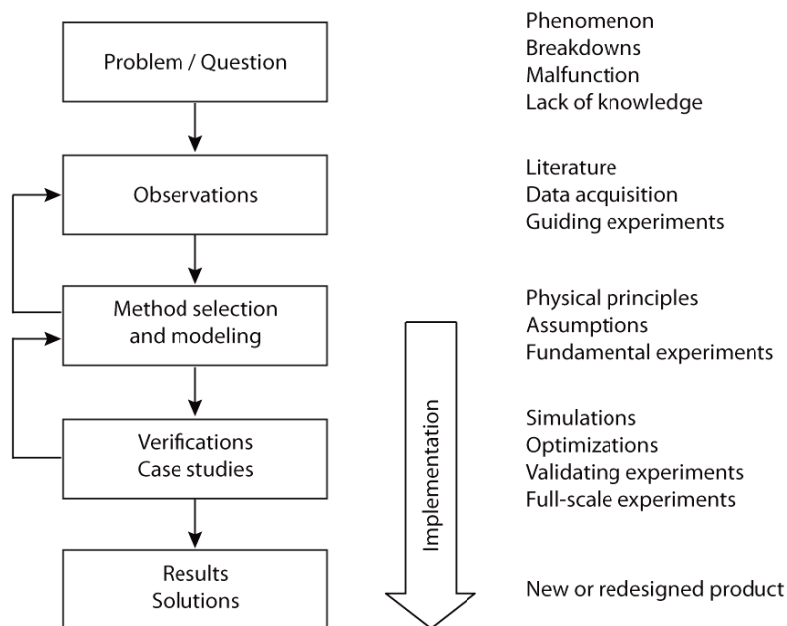 Problem / Question
Phenomenon
Breakdowns
Malfunction
Lack of knowledge
Observations
Literature
Data acquisition
Guiding experiments
Method selection
and modeling
Physical principles
Assumptions
Fundamental experiments
Verifications
Case studies
Simulations
Optimizations
Validating experiments
Full-scale experiments
Implementation
Results
Solutions
New or redesigned product